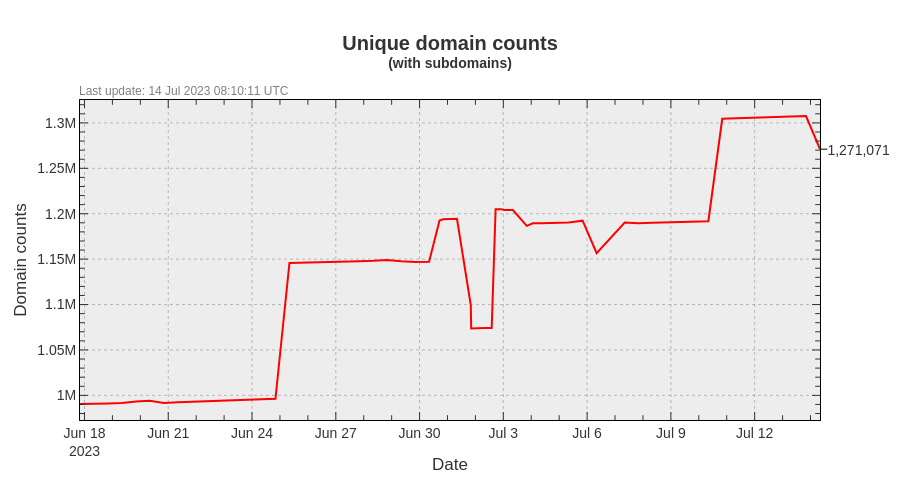 Unique domain counts
(with subdomains)
Last update: 14 Jul 2023 08:10:11 UTC
1.3M
1.25M
1.2M
1.15M
1.1M
1.05M
1M
Domain counts
1,271,071
Jun 18 Jun 21 Jun 24 Jun 27 Jun 30 Jul 3 Jul 6 Jul 9 Jul 12
2023
Date